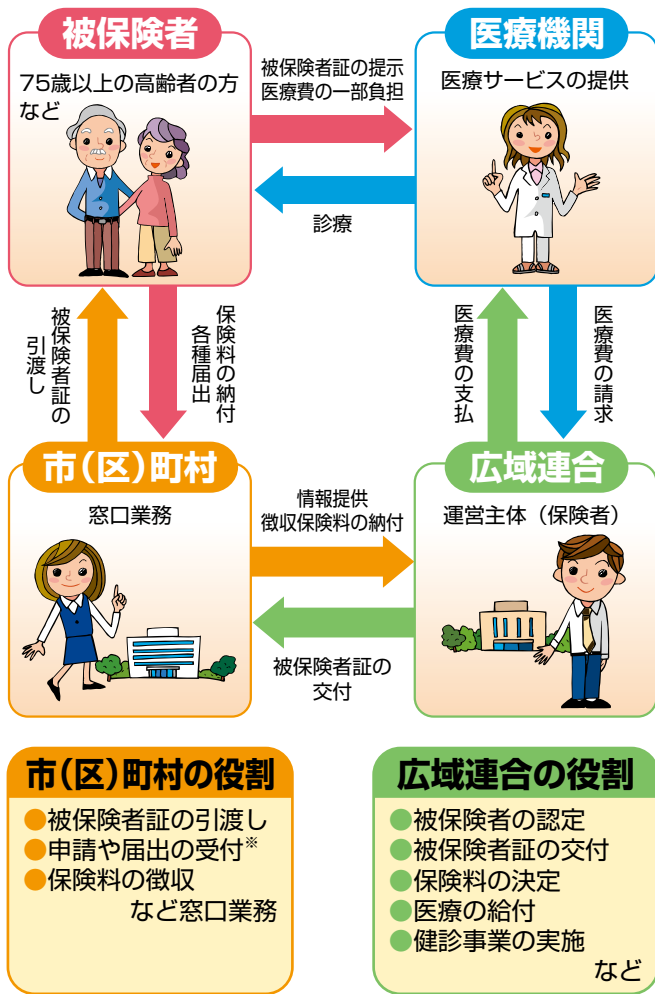 被保険者
75歳以上の高齢者の方
など
被保険者証の提示
医療費の一部負担
医療機関
医療サービスの提供
診療
被保険者証の
引渡し
保険料の納付
各種届出
医療費の支払
医療費の請求
市(区)町村
窓口業務
情報提供
徴収保険料の納付
広域連合
運営主体(保険者)
被保険者証の
交付
市(区)町村の役割
●被保険者証の引渡し
●申請や届出の受付※
●保険料の徴収
など窓口業務
広域連合の役割
●被保険者の認定
●被保険者証の交付
●保険料の決定
●医療の給付
●健診事業の実施
など